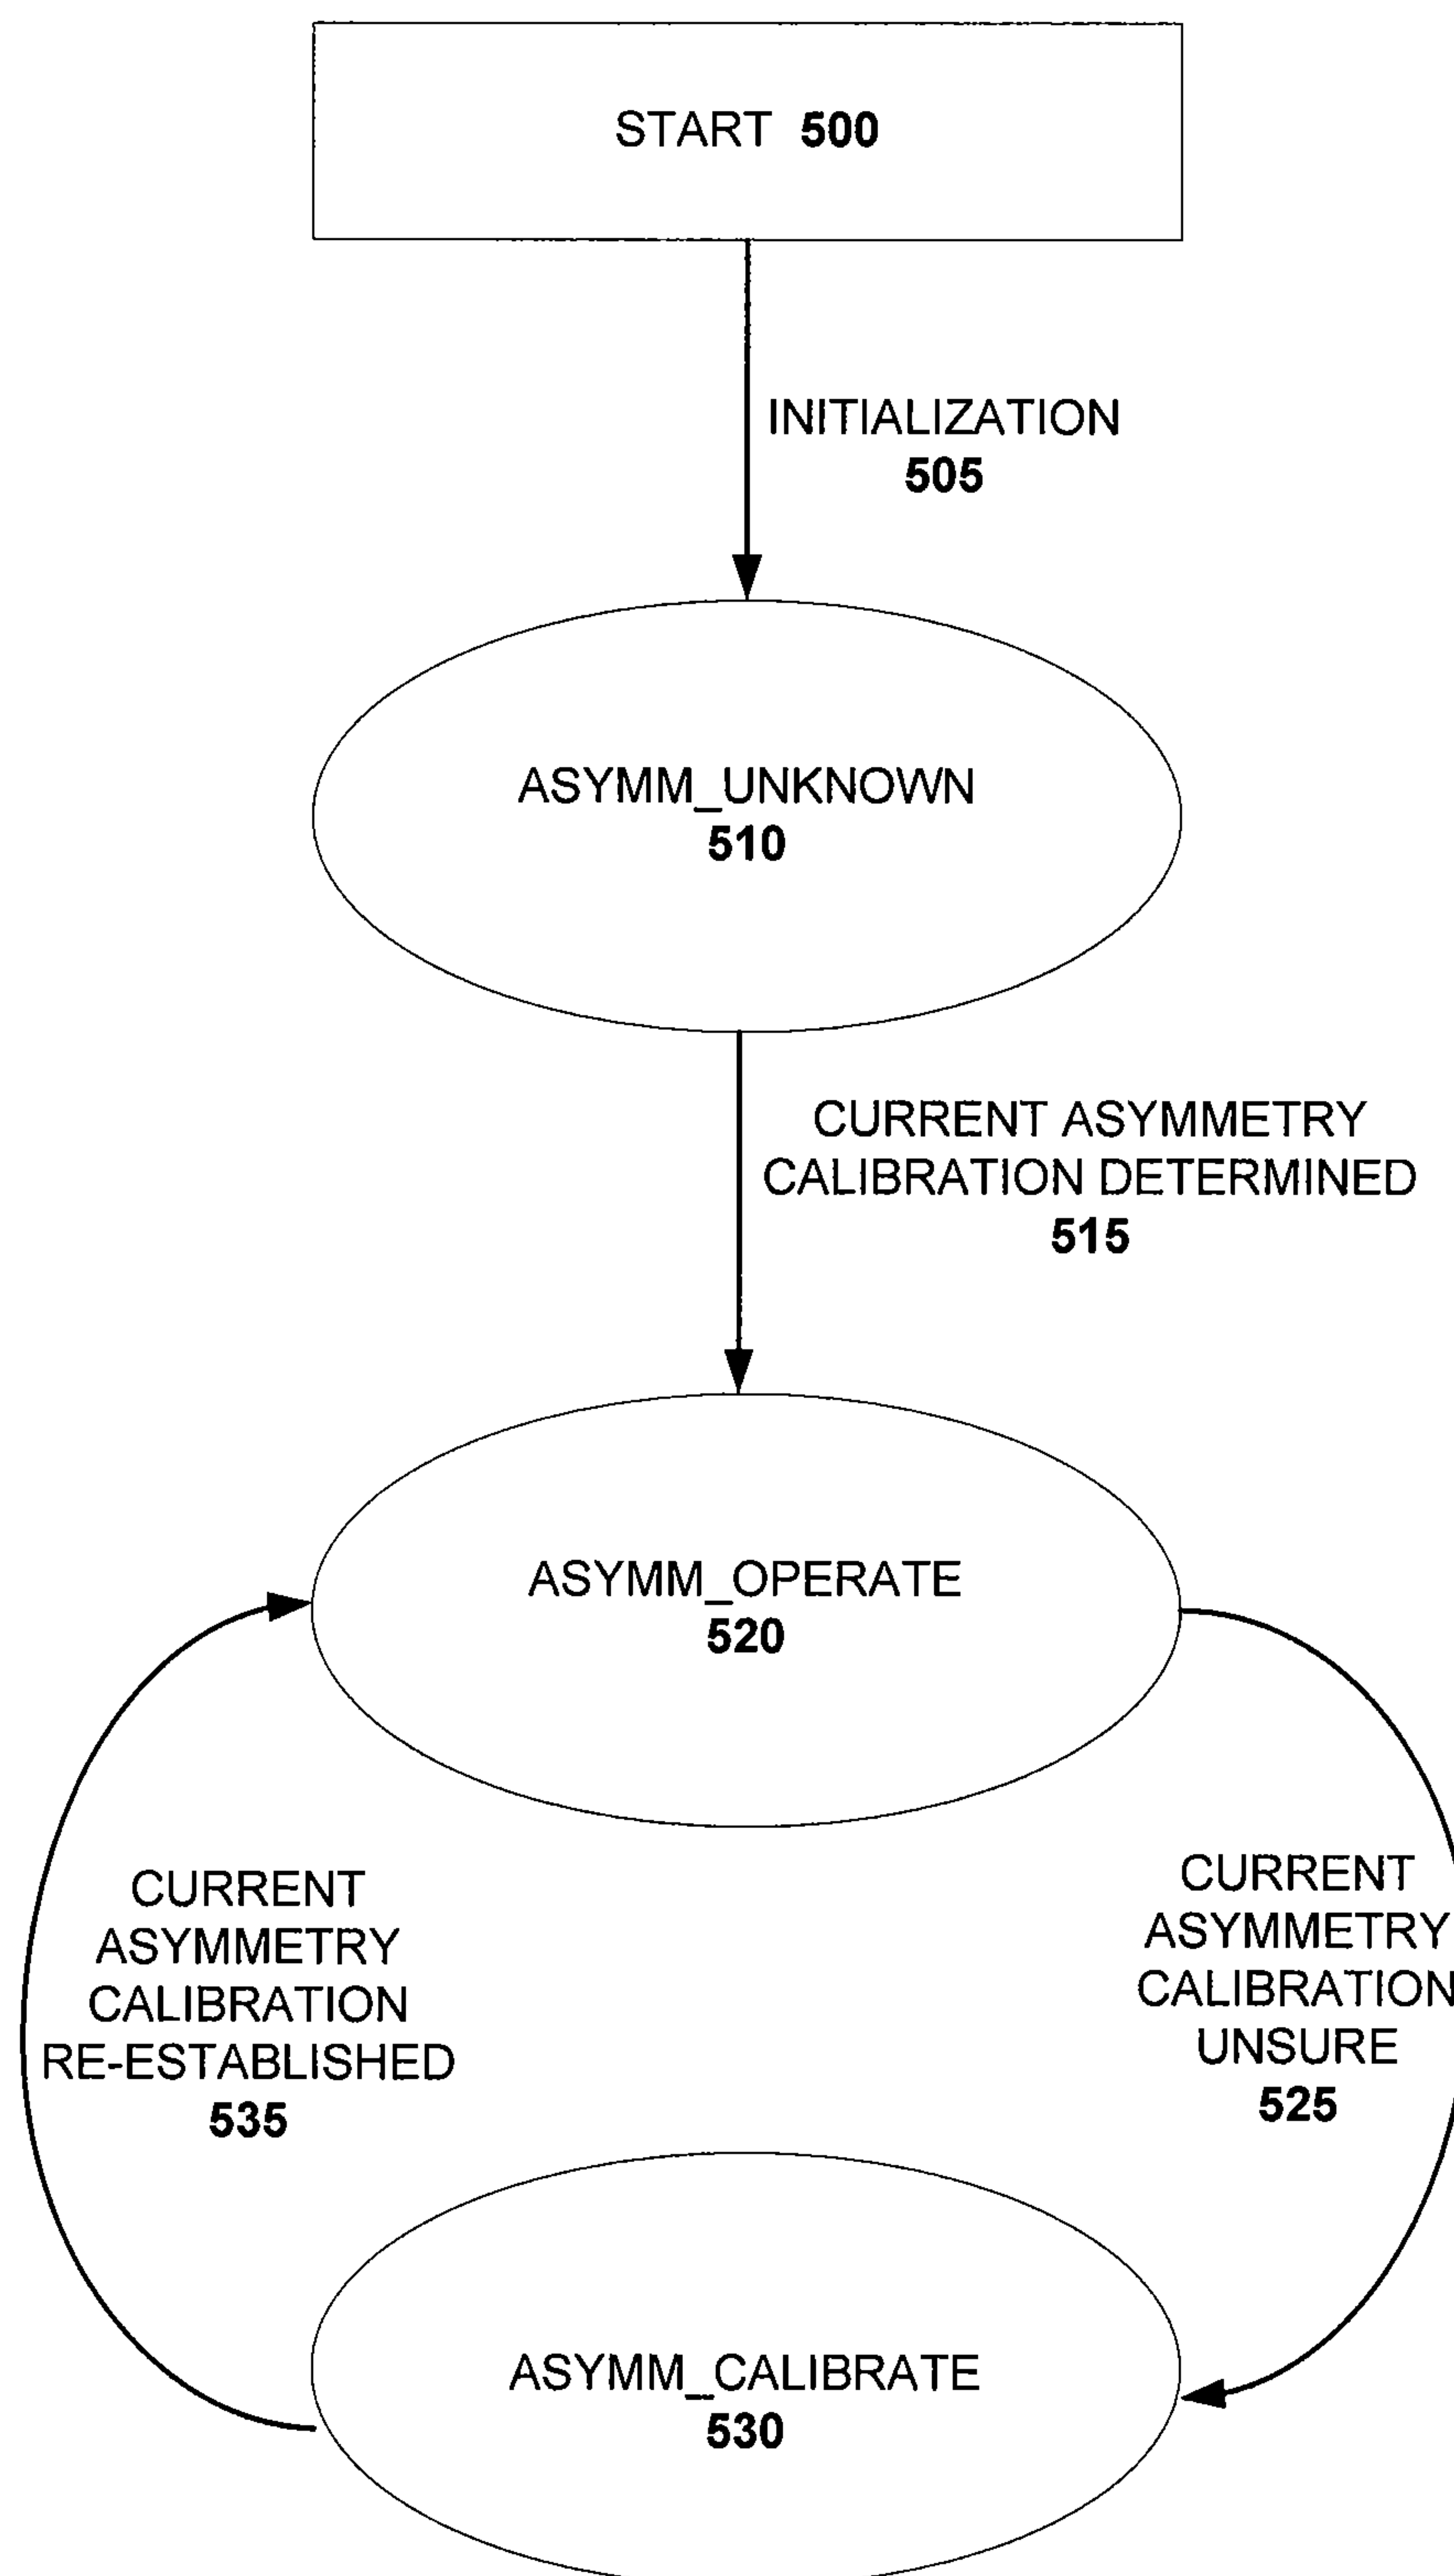 START 500
INITIALIZATION
505
ASYMM_UNKNOWN
510
CURRENT ASYMMETRY
CALIBRATION DETERMINED
515
ASYMM_OPERATE
520
CURRENT
ASYMMETRY
CALIBRATION
RE-ESTABLISHED
535
CURRENT
ASYMMETRY
CALIBRATION
UNSURE
525
ASYMM_CALIBRATE
530